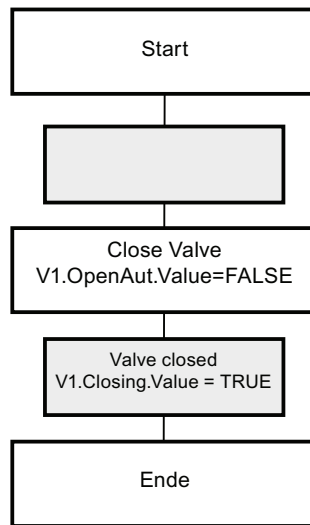 Start
Close Valve
V1.OpenAut.Value=FALSE
Valve closed
V1.Closing.Value = TRUE
Ende